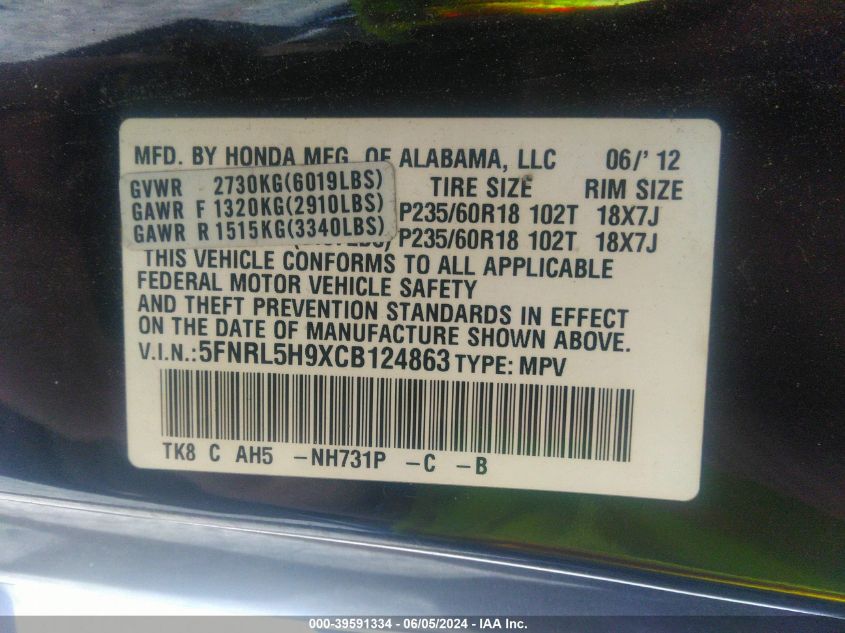 MFD. BY HONDA MFG. OF ALABAMA, LLC 06/' 12
GVWR 2730KG(6019LBS) TIRE SIZE RIM SIZE
GAWR F 1320KG(2910LBS) P235/60R18 102T 18X7J
GAWR R 1515KG(3340LBS) P235/60R18 102T 18X7J
THIS VEHICLE CONFORMS TO ALL APPLICABLE
FEDERAL MOTOR VEHICLE SAFETY
AND THEFT PREVENTION STANDARDS IN EFFECT
ON THE DATE OF MANUFACTURE SHOWN ABOVE.
V.I.N.:5FNRL5H9XCB124863 TYPE: MPV
TK8 C AH5 -NH731P -C -B
000-39591334 - 06/05/2024 - IAA Inc.